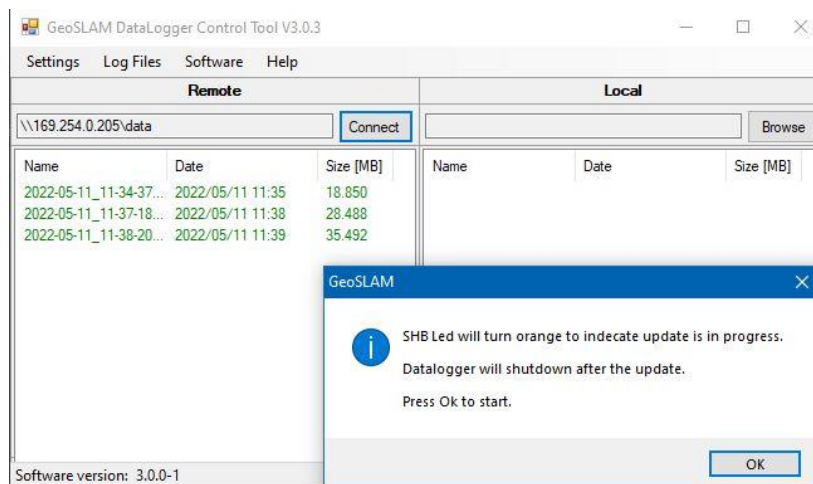 GeoSLAM DataLogger Control Tool V3.0.3
Settings Log Files Software Help
Remote Local
\\169.254.0.205\data Connect Browse
Name Date Size [MB] Name Date Size [MB]
2022-05-11_11-34-37... 2022/05/11 11:35 18.850
2022-05-11_11-37-18... 2022/05/11 11:38 28.488
2022-05-11_11-38-20... 2022/05/11 11:39 35.492
GeoSLAM
SHB Led will turn orange to indecate update is in progress.
Datalogger will shutdown after the update.
Press Ok to start.
OK
Software version: 3.0.0-1